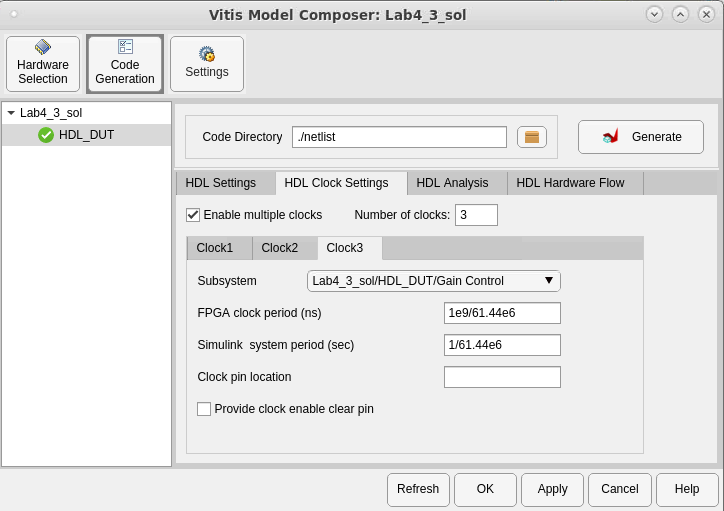 Vitis Model Composer: Lab4_3_sol
Hardware Selection
Code Generation
Settings
Lab4_3_sol
HDL_DUT
Code Directory
./netlist
Generate
HDL Settings
HDL Clock Settings
HDL Analysis
HDL Hardware Flow
Enable multiple clocks
Number of clocks: 3
Clock1
Clock2
Clock3
Subsystem
Lab4_3_sol/HDL_DUT/Gain Control
FPGA clock period (ns)
1e9/61.44e6
Simulink  system period (sec)
1/61.44e6
Clock pin location
Provide clock enable clear pin
Refresh
OK
Apply
Cancel
Help